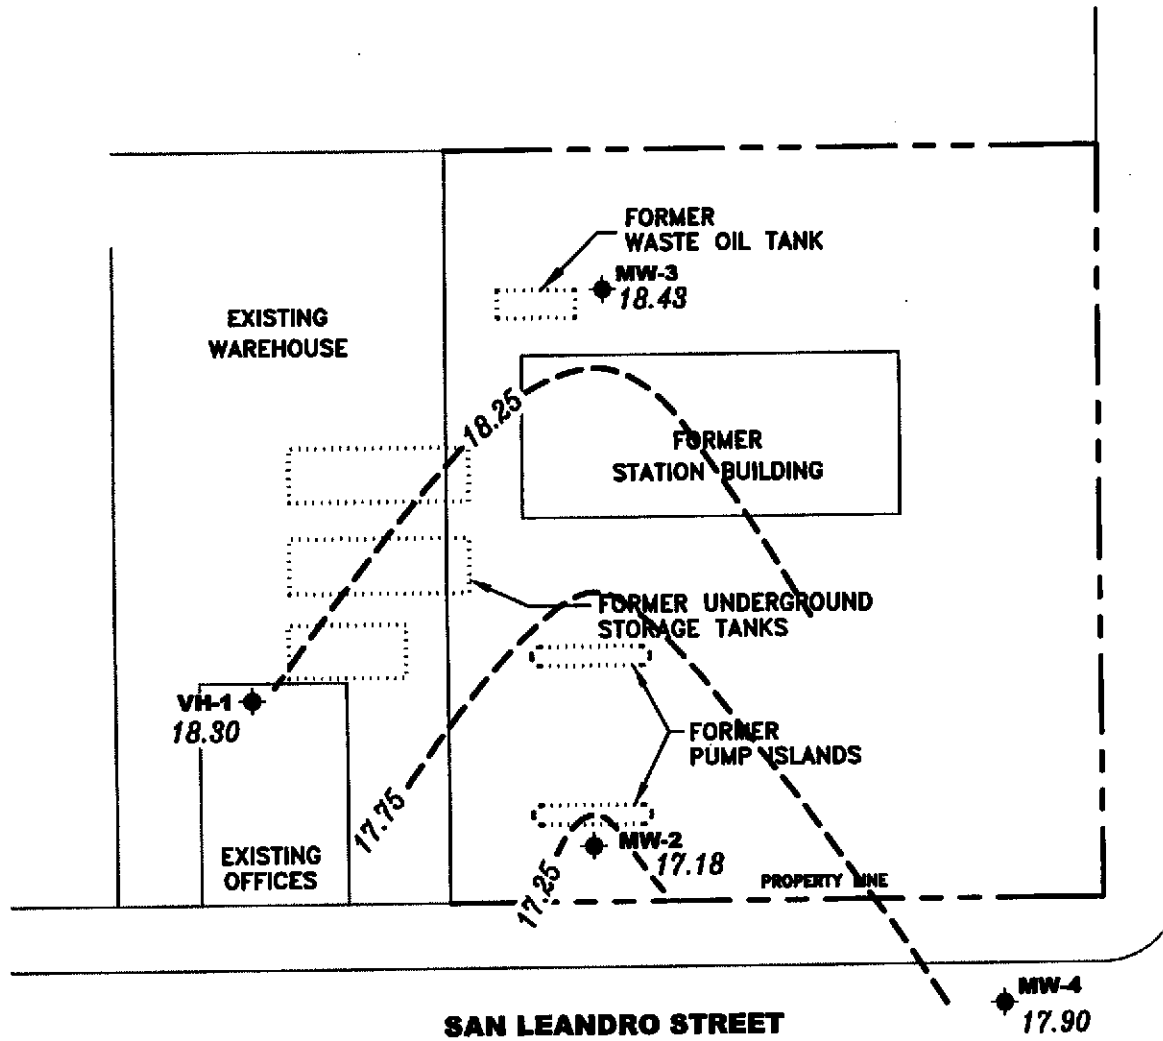 FORMER
WASTE OIL TANK
MW-3
18.43
EXISTING
WAREHOUSE
18.25
FORMER
STATION BUILDING
FORMER UNDERGROUND
STORAGE TANKS
VH-1
18.30
FORMER
PUMP ISLANDS
17.75
MW-2
17.18
EXISTING
OFFICES
17.25
PROPERTY LINE
MW-4
17.90
SAN LEANDRO STREET